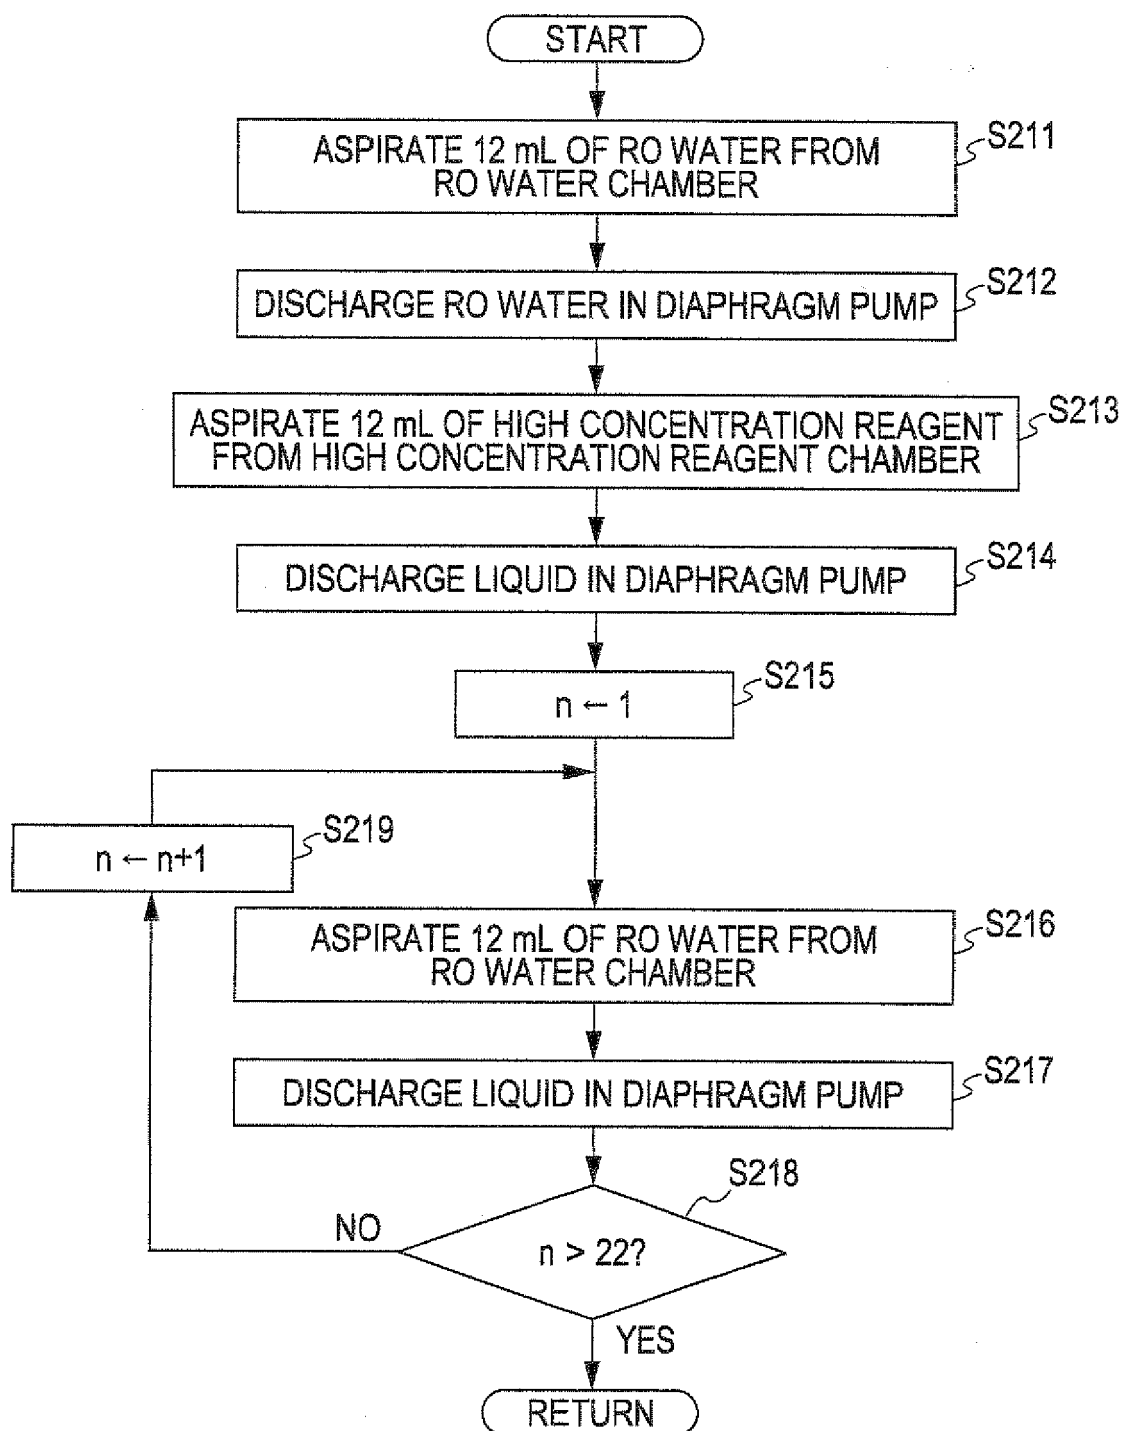 START
S211
ASPIRATE 12 mL OF RO WATER FROM
RO WATER CHAMBER
S212
DISCHARGE RO WATER IN DIAPHRAGM PUMP
S213
ASPIRATE 12 mL OF HIGH CONCENTRATION REAGENT
FROM HIGH CONCENTRATION REAGENT CHAMBER
S214
DISCHARGE LIQUID IN DIAPHRAGM PUMP
S215
n ← 1
S219
n ← n+1
S216
ASPIRATE 12 mL OF RO WATER FROM
RO WATER CHAMBER
S217
DISCHARGE LIQUID IN DIAPHRAGM PUMP
S218
NO
n > 22?
YES
RETURN